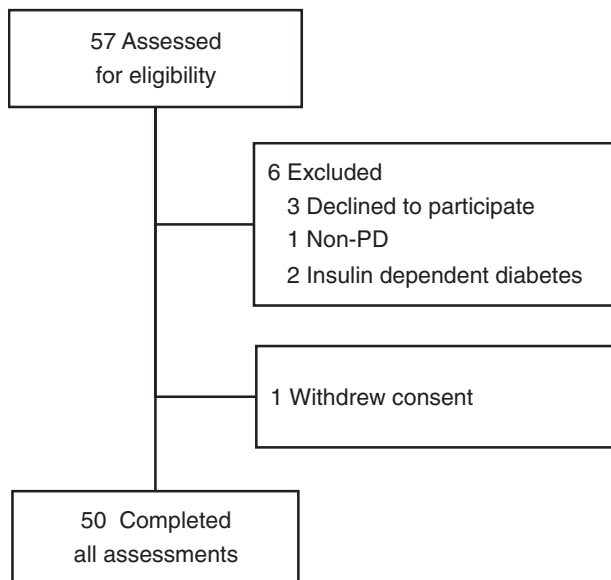 57 Assessed
for eligibility
6 Excluded
3 Declined to participate
1 Non-PD
2 Insulin dependent diabetes
1 Withdrew consent
50 Completed
all assessments